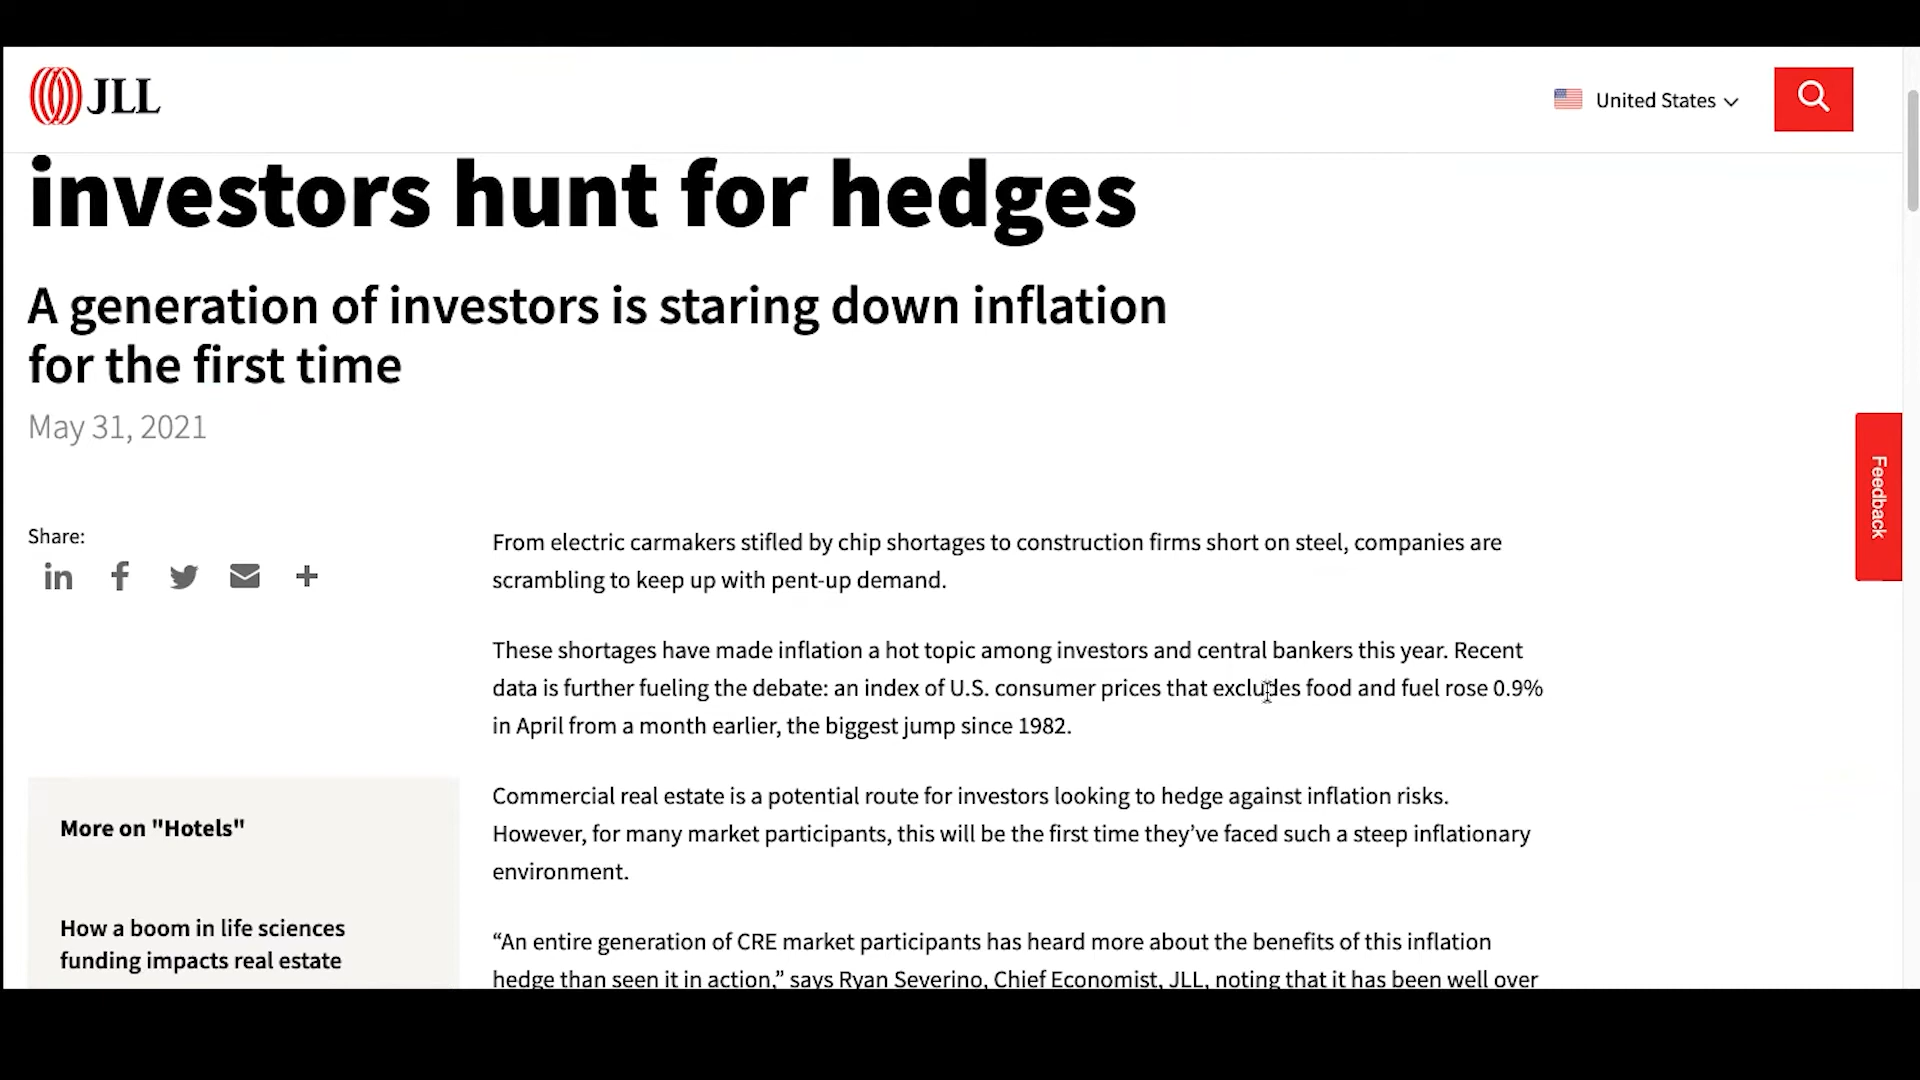 JLL
United States
investors hunt for hedges
A generation of investors is staring down inflation
for the first time
May 31, 2021
Feedback
Share:
From electric carmakers stifled by chip shortages to construction firms short on steel, companies are
scrambling to keep up with pent-up demand.
These shortages have made inflation a hot topic among investors and central bankers this year. Recent
data is further fueling the debate: an index of U.S. consumer prices that excludes food and fuel rose 0.9%
in April from a month earlier, the biggest jump since 1982.
More on "Hotels"
How a boom in life sciences
funding impacts real estate
Commercial real estate is a potential route for investors looking to hedge against inflation risks.
However, for many market participants, this will be the first time they’ve faced such a steep inflationary
environment.
“An entire generation of CRE market participants has heard more about the benefits of this inflation
hedge than seen it in action,” says Ryan Severino, Chief Economist, JLL, noting that it has been well over